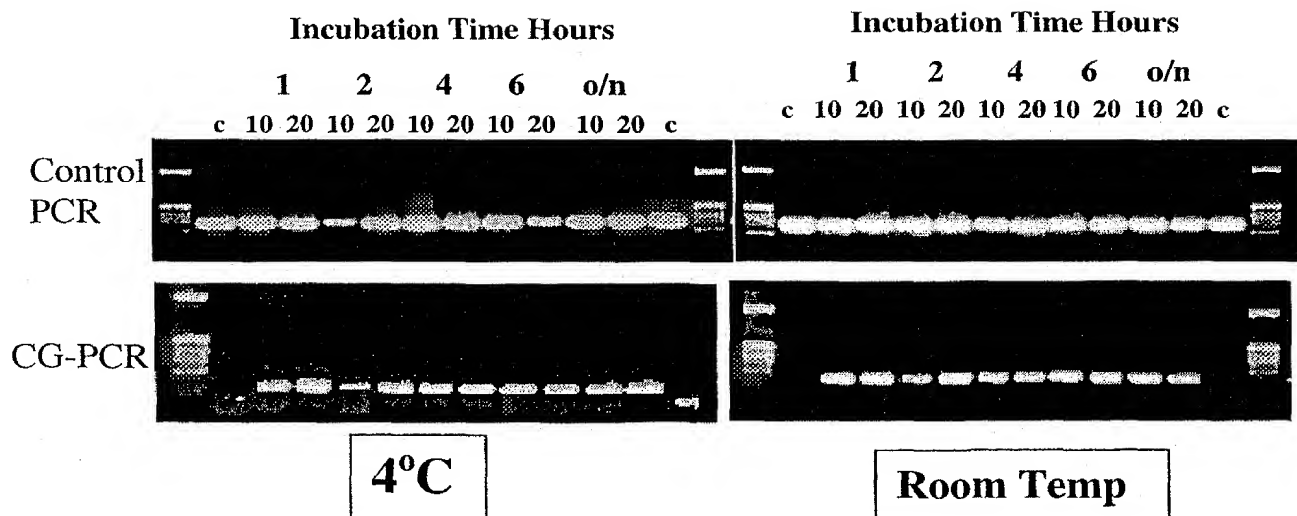 Incubation Time Hours
1 2 4 6 o/n
c 10 20 10 20 10 20 10 20 10 20 c
Incubation Time Hours
1 2 4 6 o/n
c 10 20 10 20 10 20 10 20 10 20 c
Control
PCR
CG-PCR
4°C
Room Temp